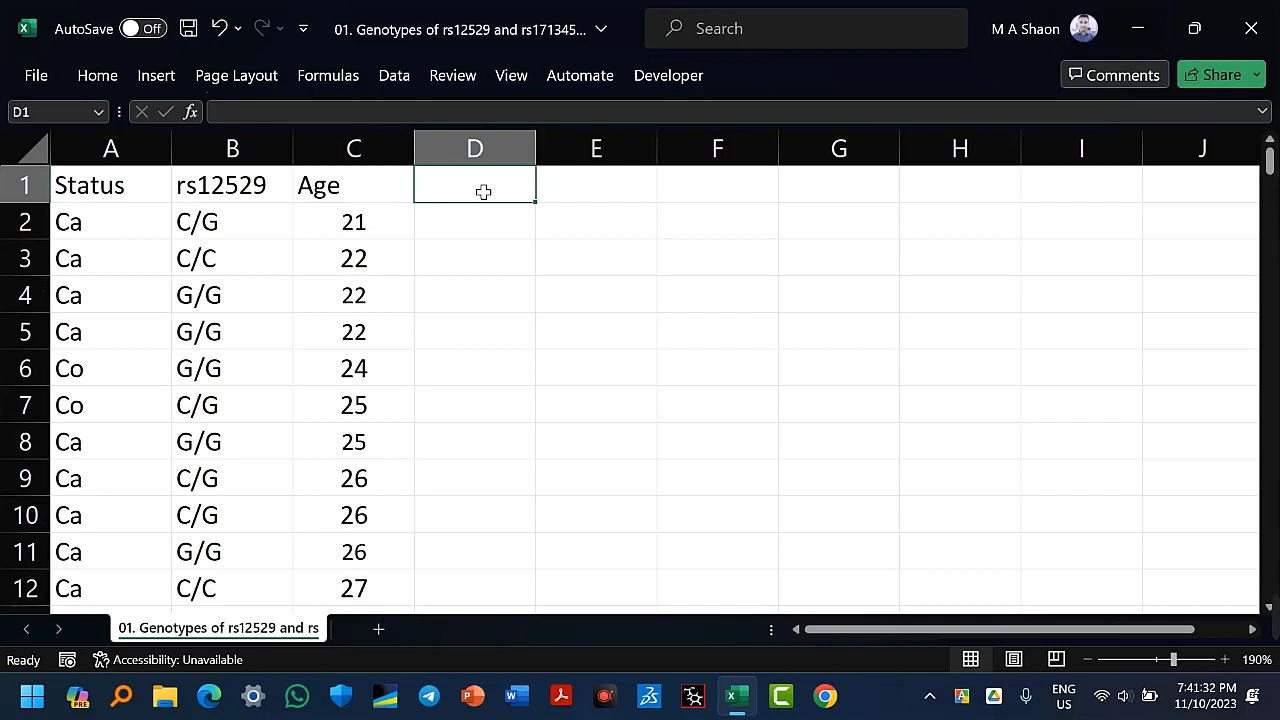 AutoSave Off 01. Genotypes of rs12529 and rs171345... Search M A Shaon
File Home Insert Page Layout Formulas Data Review View Automate Developer Comments Share
D1 fx
A B C D E F G H I J
1 Status rs12529 Age
2 Ca C/G 21
3 Ca C/C 22
4 Ca G/G 22
5 Ca G/G 22
6 Co G/G 24
7 Co C/G 25
8 Ca G/G 25
9 Ca C/G 26
10 Ca C/G 26
11 Ca G/G 26
12 Ca C/C 27
01. Genotypes of rs12529 and rs
Ready Accessibility: Unavailable 190%
PRE ENG 7:41:32 PM
US 11/10/2023